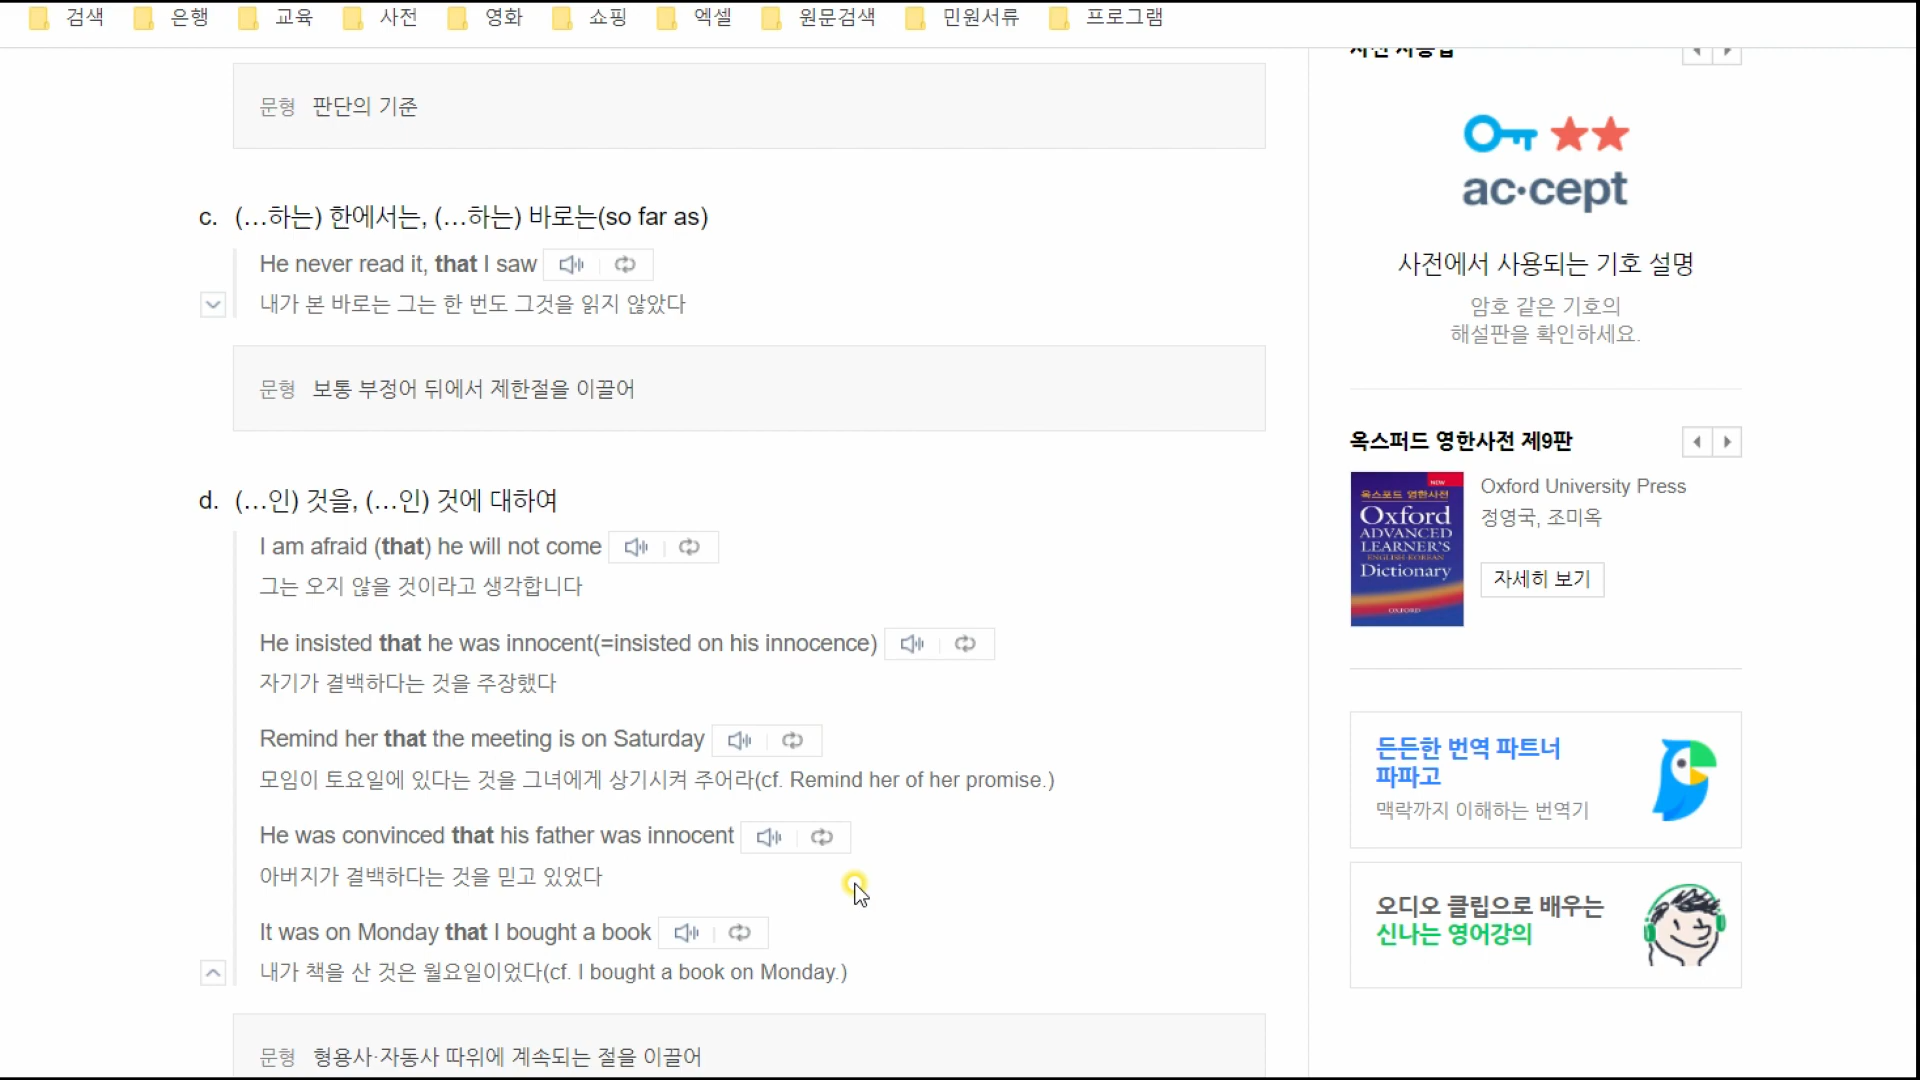 검색 은행 교육 사전 영화 쇼핑 엑셀 원문검색 민원서류 프로그램
문형 판단의 기준
c. (…하는) 한에서는, (…하는) 바로는(so far as)
He never read it, that I saw
내가 본 바로는 그는 한 번도 그것을 읽지 않았다
문형 보통 부정어 뒤에서 제한절을 이끌어
d. (…인) 것을, (…인) 것에 대하여
I am afraid (that) he will not come
그는 오지 않을 것이라고 생각합니다
He insisted that he was innocent(=insisted on his innocence)
자기가 결백하다는 것을 주장했다
Remind her that the meeting is on Saturday
모임이 토요일에 있다는 것을 그녀에게 상기시켜 주어라(cf. Remind her of her promise.)
He was convinced that his father was innocent
아버지가 결백하다는 것을 믿고 있었다
It was on Monday that I bought a book
내가 책을 산 것은 월요일이었다(cf. I bought a book on Monday.)
문형 형용사·자동사 따위에 계속되는 절을 이끌어
ac·cept
사전에서 사용되는 기호 설명
암호 같은 기호의
해설판을 확인하세요.
옥스퍼드 영한사전 제9판
NEW
옥스포드 영한사전
Oxford
ADVANCED
LEARNER'S
ENGLISH-KOREAN
Dictionary
OXFORD
Oxford University Press
정영국, 조미옥
자세히 보기
든든한 번역 파트너
파파고
맥락까지 이해하는 번역기
오디오 클립으로 배우는
신나는 영어강의